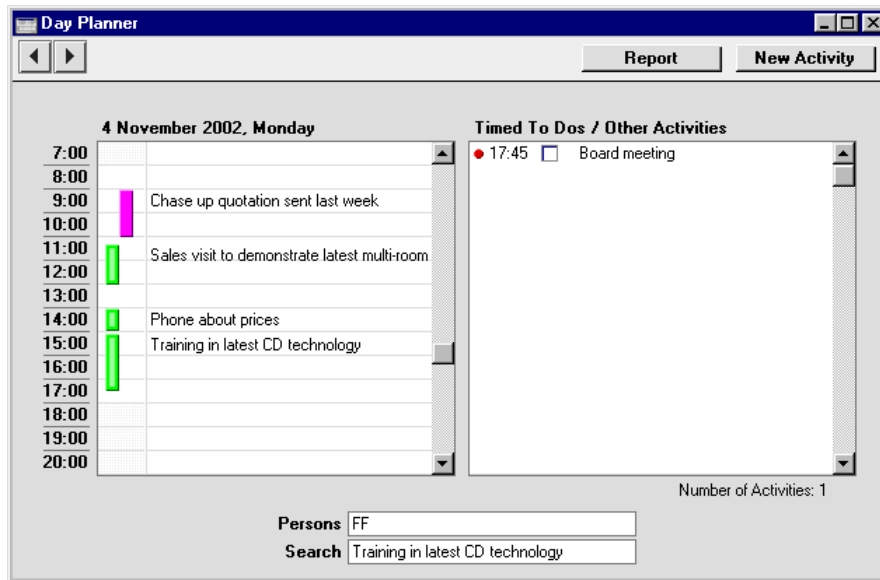 Day Planner
Report
New Activity
4 November 2002, Monday
Timed To Dos / Other Activities
7:00
17:45 Board meeting
8:00
9:00 Chase up quotation sent last week
10:00
11:00 Sales visit to demonstrate latest multi-room
12:00
13:00
14:00 Phone about prices
15:00 Training in latest CD technology
16:00
17:00
18:00
19:00
20:00
Number of Activities: 1
Persons FF
Search Training in latest CD technology